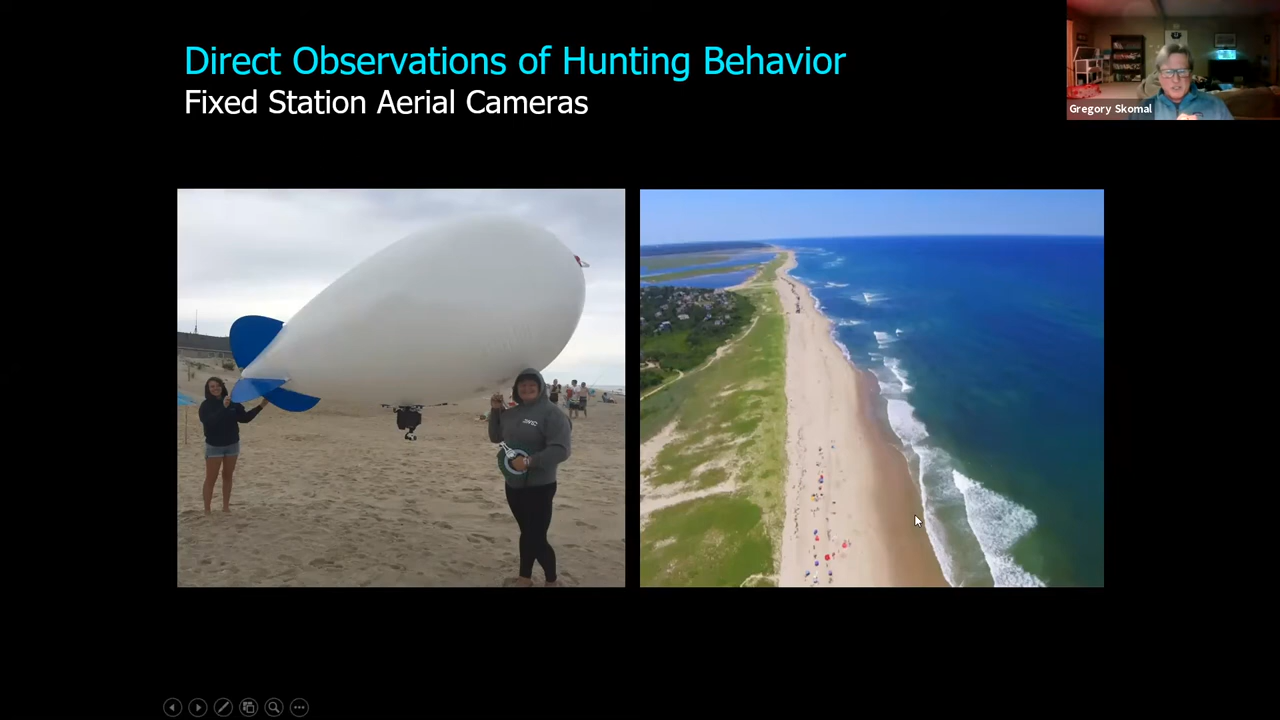 Direct Observations of Hunting Behavior
Fixed Station Aerial Cameras
Gregory Skomal